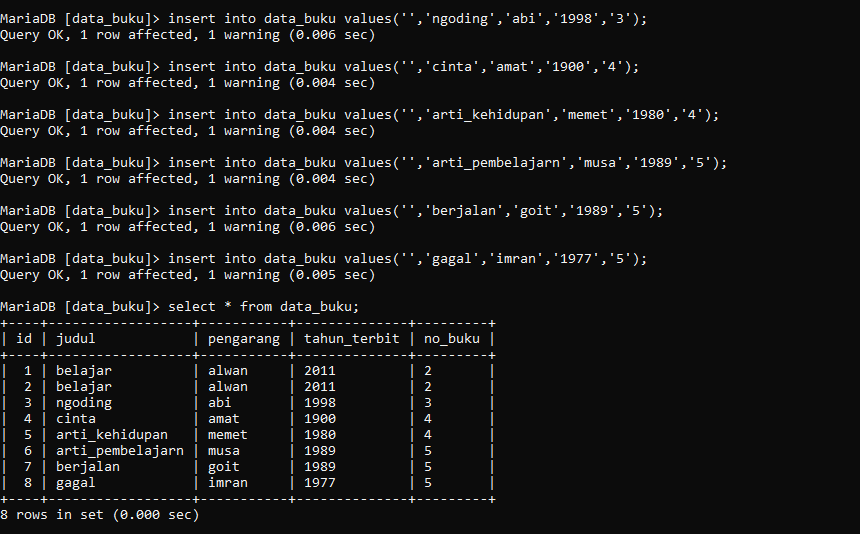 MariaDB [data_buku]> insert into data_buku values('','ngoding','abi','1998','3');
Query OK, 1 row affected, 1 warning (0.006 sec)

MariaDB [data_buku]> insert into data_buku values('','cinta','amat','1900','4');
Query OK, 1 row affected, 1 warning (0.004 sec)

MariaDB [data_buku]> insert into data_buku values('','arti_kehidupan','memet','1980','4');
Query OK, 1 row affected, 1 warning (0.004 sec)

MariaDB [data_buku]> insert into data_buku values('','arti_pembelajarn','musa','1989','5');
Query OK, 1 row affected, 1 warning (0.004 sec)

MariaDB [data_buku]> insert into data_buku values('','berjalan','goit','1989','5');
Query OK, 1 row affected, 1 warning (0.006 sec)

MariaDB [data_buku]> insert into data_buku values('','gagal','imran','1977','5');
Query OK, 1 row affected, 1 warning (0.005 sec)

MariaDB [data_buku]> select * from data_buku;
+----+------------------+-----------+--------------+---------+
| id | judul            | pengarang | tahun_terbit | no_buku |
+----+------------------+-----------+--------------+---------+
|  1 | belajar          | alwan     | 2011         | 2       |
|  2 | belajar          | alwan     | 2011         | 2       |
|  3 | ngoding          | abi       | 1998         | 3       |
|  4 | cinta            | amat      | 1900         | 4       |
|  5 | arti_kehidupan   | memet     | 1980         | 4       |
|  6 | arti_pembelajarn | musa      | 1989         | 5       |
|  7 | berjalan         | goit      | 1989         | 5       |
|  8 | gagal            | imran     | 1977         | 5       |
+----+------------------+-----------+--------------+---------+
8 rows in set (0.000 sec)